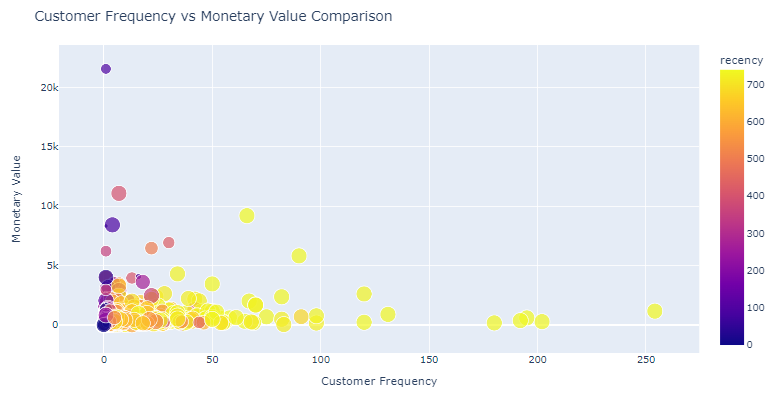 Customer Frequency vs Monetary Value Comparison
recency
20k
15k
10k
5k
0
Monetary Value
0
50
100
150
200
250
Customer Frequency
700
600
500
400
300
200
100
0